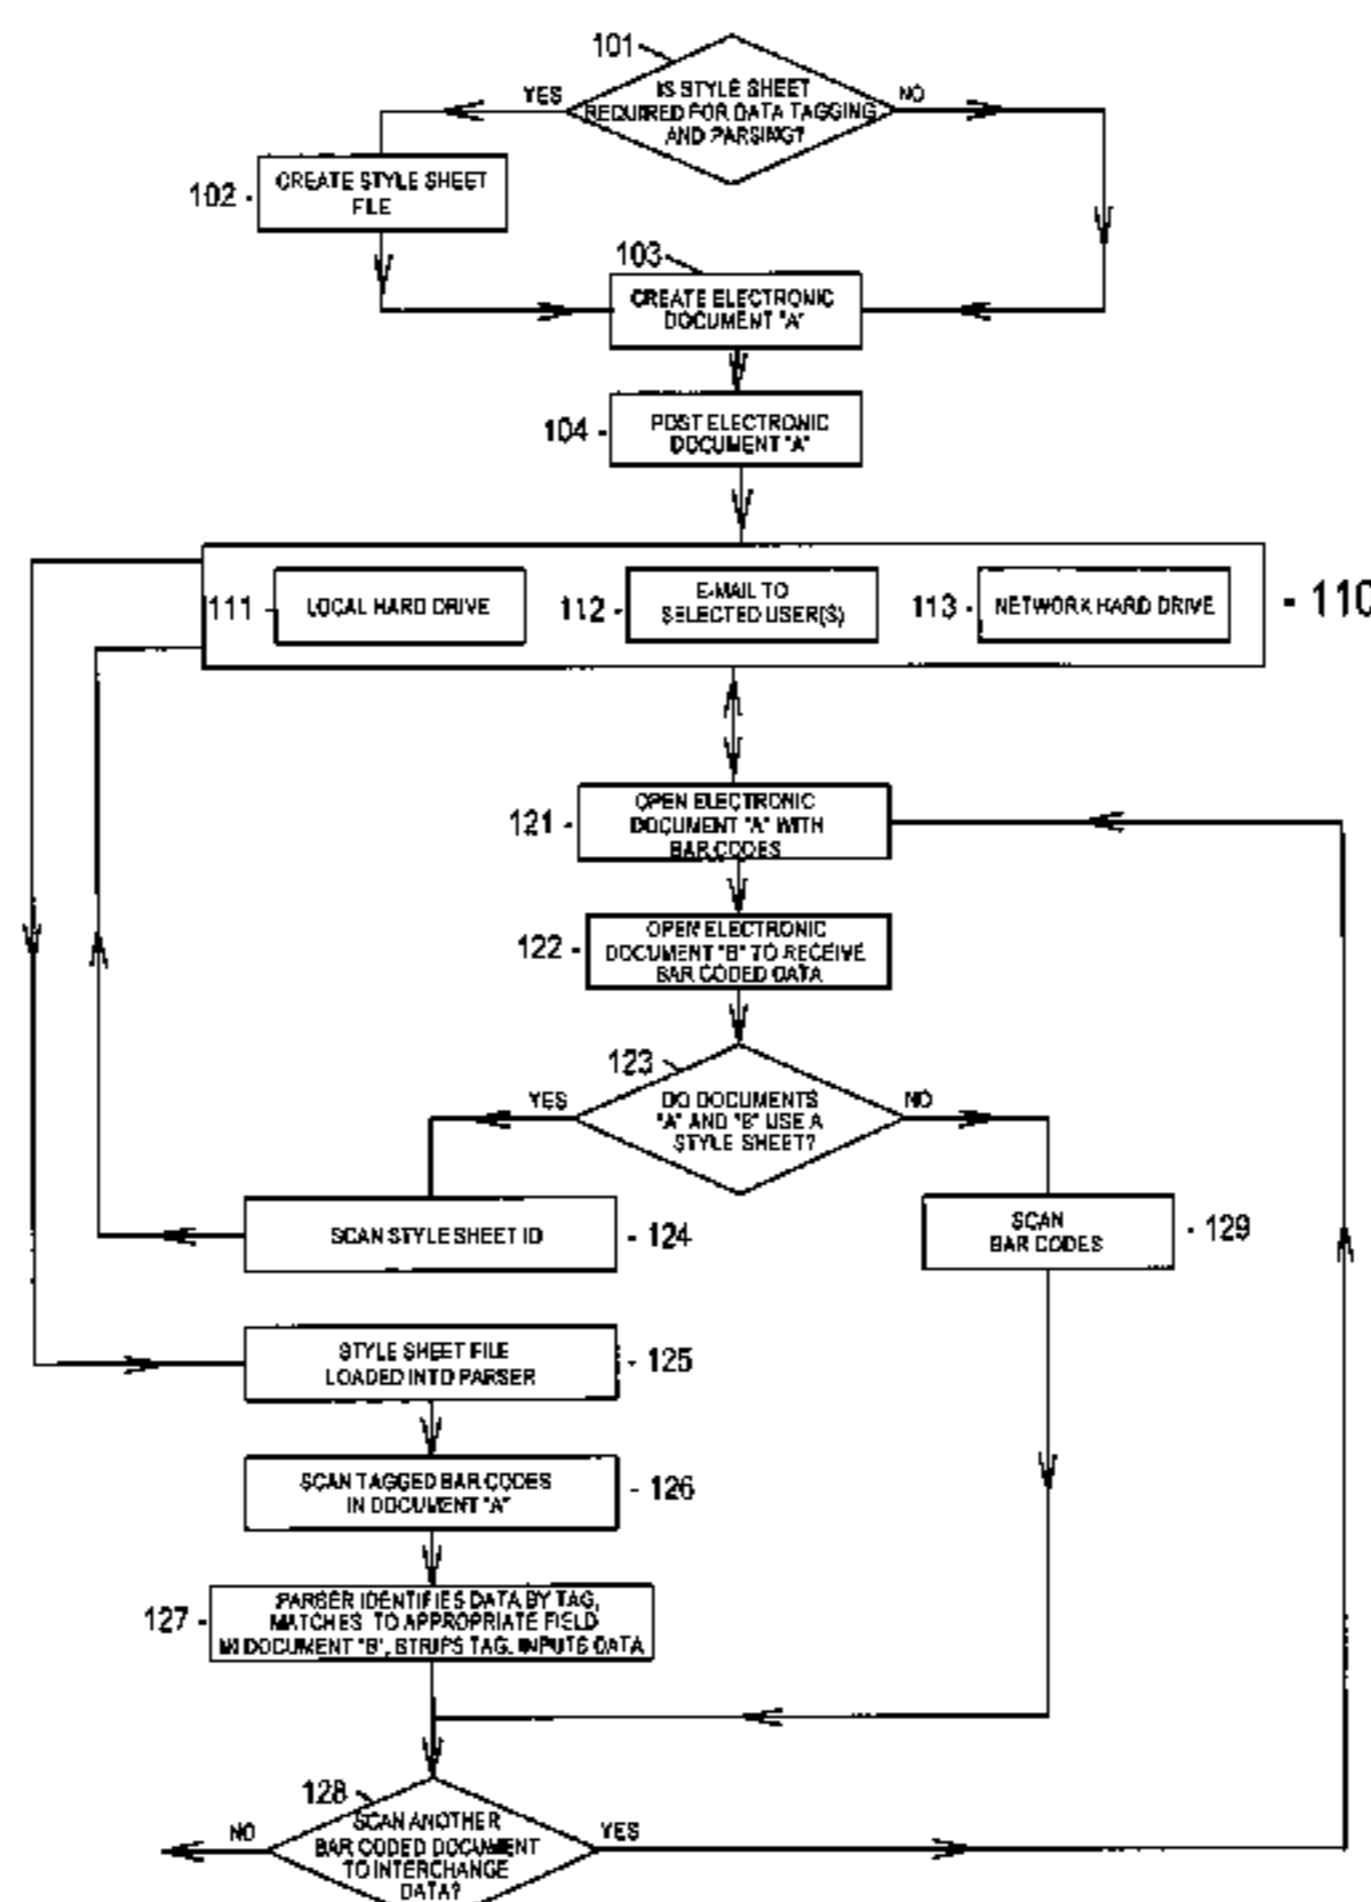 101
IS STYLE SHEET
REQUIRED FOR DATA TAGGING
AND PARSING?
YES
NO
102
CREATE STYLE SHEET
FILE
103
CREATE ELECTRONIC
DOCUMENT "A"
104
POST ELECTRONIC
DOCUMENT "A"
111
LOCAL HARD DRIVE
112
E-MAIL TO
SELECTED USER(S)
113
NETWORK HARD DRIVE
110
121
OPEN ELECTRONIC
DOCUMENT "A" WITH
BAR CODES
122
OPEN ELECTRONIC
DOCUMENT "B" TO RECEIVE
BAR CODED DATA
123
DO DOCUMENTS
"A" AND "B" USE A
STYLE SHEET?
YES
NO
SCAN STYLE SHEET ID
124
SCAN
BAR CODES
129
STYLE SHEET FILE
LOADED INTO PARSER
125
SCAN TAGGED BAR CODES
IN DOCUMENT "A"
126
127
PARSER IDENTIFIES DATA BY TAG,
MATCHES TO APPROPRIATE FIELD
IN DOCUMENT "B", STRIPS TAG, INPUTS DATA
128
SCAN ANOTHER
BAR CODED DOCUMENT
TO INTERCHANGE
DATA?
NO
YES